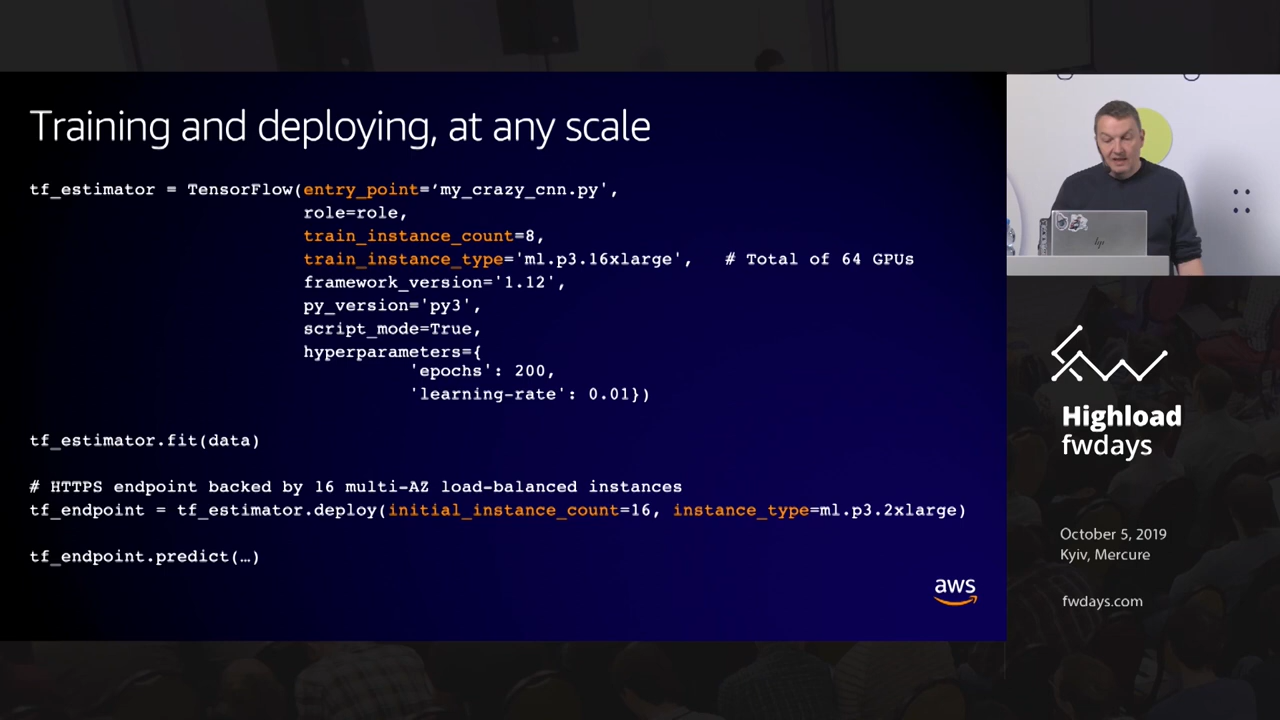 Training and deploying, at any scale
tf_estimator = TensorFlow(entry_point=’my_crazy_cnn.py',
role=role,
train_instance_count=8,
train_instance_type='ml.p3.16xlarge', # Total of 64 GPUs
framework_version='1.12',
py_version='py3',
script_mode=True,
hyperparameters={
'epochs': 200,
'learning-rate': 0.01})
tf_estimator.fit(data)
# HTTPS endpoint backed by 16 multi-AZ load-balanced instances
tf_endpoint = tf_estimator.deploy(initial_instance_count=16, instance_type=ml.p3.2xlarge)
tf_endpoint.predict(…)
aws
hp
Highload
fwdays
October 5, 2019
Kyiv, Mercure
fwdays.com